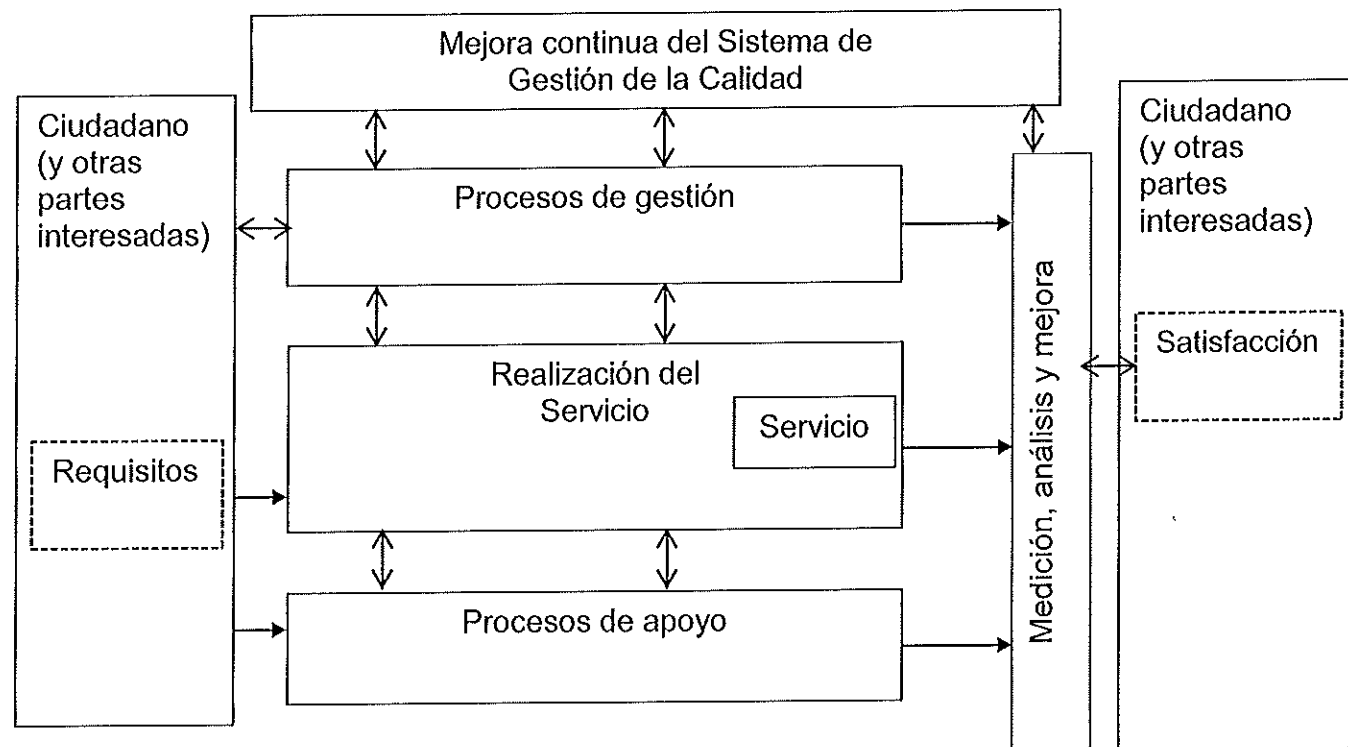 Mejora continua del Sistema de
Gestión de la Calidad
Ciudadano
(y otras
partes
interesadas)
Requisitos
Procesos de gestión
Realización del
Servicio
Servicio
Procesos de apoyo
Medición, análisis y mejora
Ciudadano
(y otras
partes
interesadas)
Satisfacción